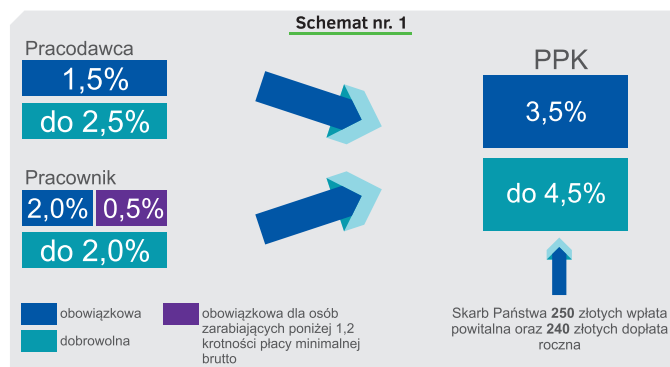 Schemat nr. 1
Pracodawca
1,5%
do 2,5%
Pracownik
2,0% 0,5%
do 2,0%
PPK
3,5%
do 4,5%
obowiązkowa
dobrowolna
obowiązkowa dla osób
zarabiających poniżej 1,2
krotności płacy minimalnej
brutto
Skarb Państwa 250 złotych wpłata
powitalna oraz 240 złotych dopłata
roczna